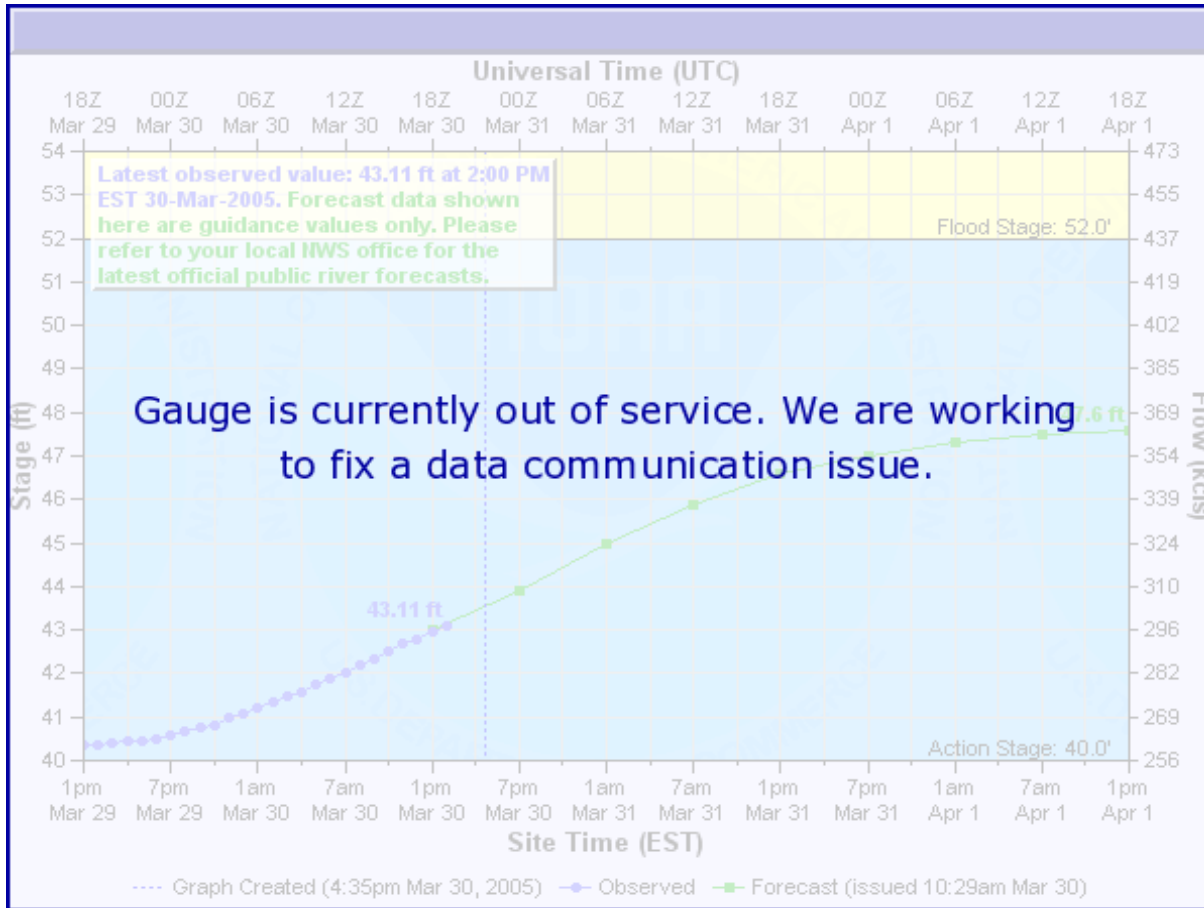 Universal Time (UTC)
18Z 00Z 06Z 12Z 18Z 00Z 06Z 12Z 18Z 00Z 06Z 12Z 18Z
Mar 29 Mar 30 Mar 30 Mar 30 Mar 30 Mar 31 Mar 31 Mar 31 Mar 31 Apr 1 Apr 1 Apr 1 Apr 1
54 473
Latest observed value: 43.11 ft at 2:00 PM
EST 30-Mar-2005. Forecast data shown
here are guidance values only. Please
refer to your local NWS office for the
latest official public river forecasts.
53 455
Flood Stage: 52.0'
52 437
51 419
50 402
49 385
48 369
Gauge is currently out of service. We are working
to fix a data communication issue.
Stage (ft)
Flow (kcfs)
47 354
46 339
45 324
44 310
43.11 ft
43 296
42 282
41 269
Action Stage: 40.0'
40 256
1pm 7pm 1am 7am 1pm 7pm 1am 7am 1pm 7pm 1am 7am 1pm
Mar 29 Mar 29 Mar 30 Mar 30 Mar 30 Mar 30 Mar 31 Mar 31 Mar 31 Mar 31 Apr 1 Apr 1 Apr 1
Site Time (EST)
Graph Created (4:35pm Mar 30, 2005) Observed Forecast (issued 10:29am Mar 30)